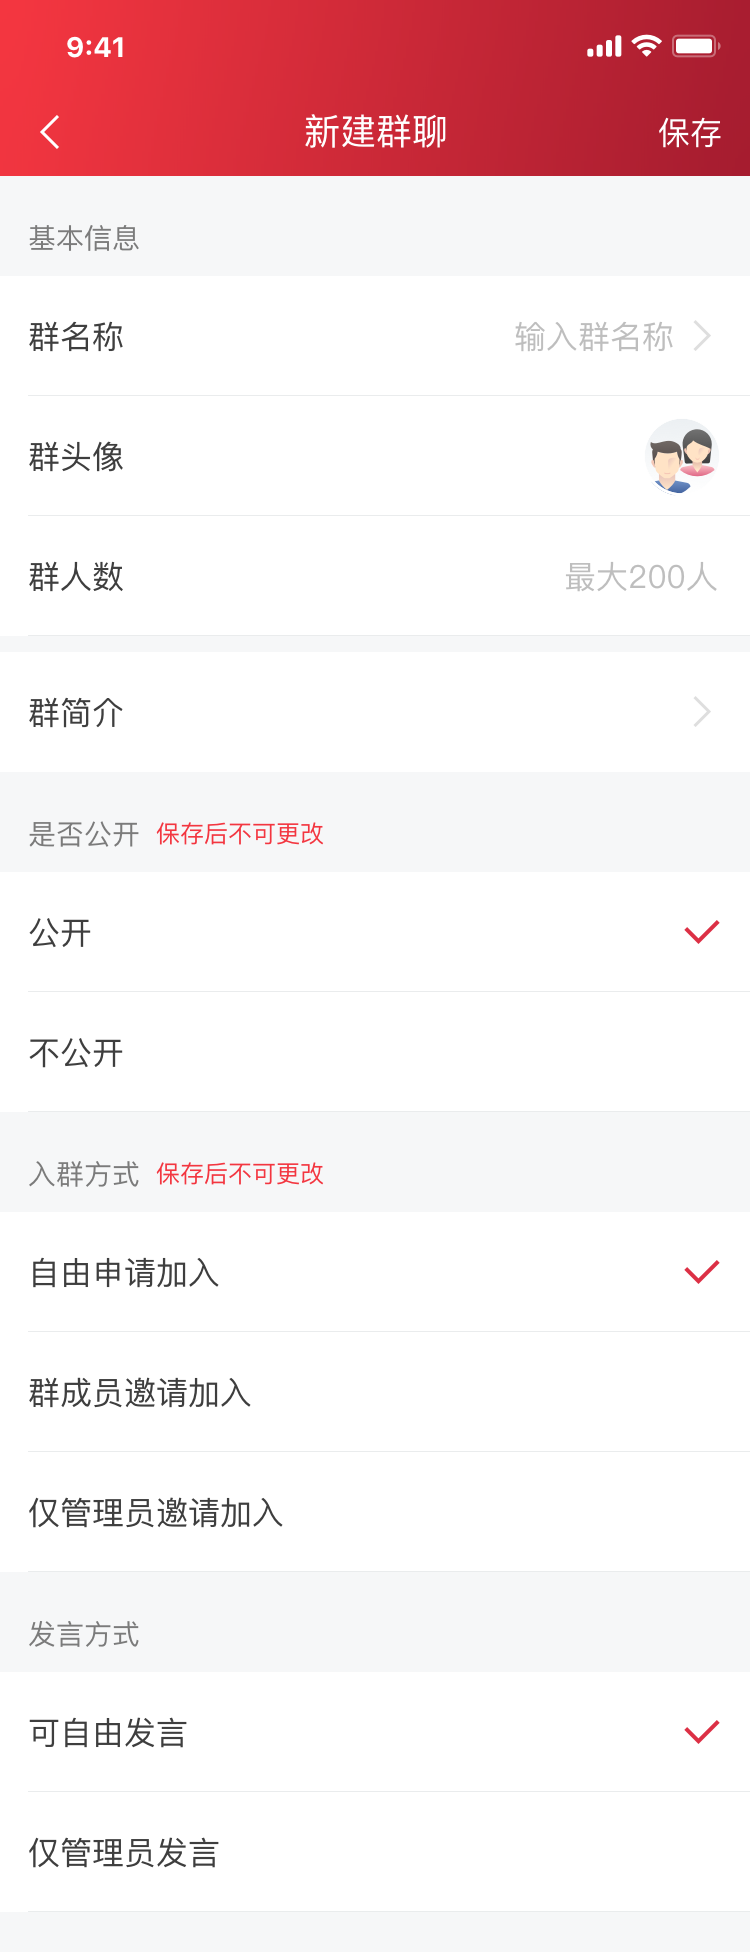 9:41
新建群聊
保存
基本信息
群名称 输入群名称
群头像
群人数 最大200人
群简介
是否公开 保存后不可更改
公开
不公开
入群方式 保存后不可更改
自由申请加入
群成员邀请加入
仅管理员邀请加入
发言方式
可自由发言
仅管理员发言